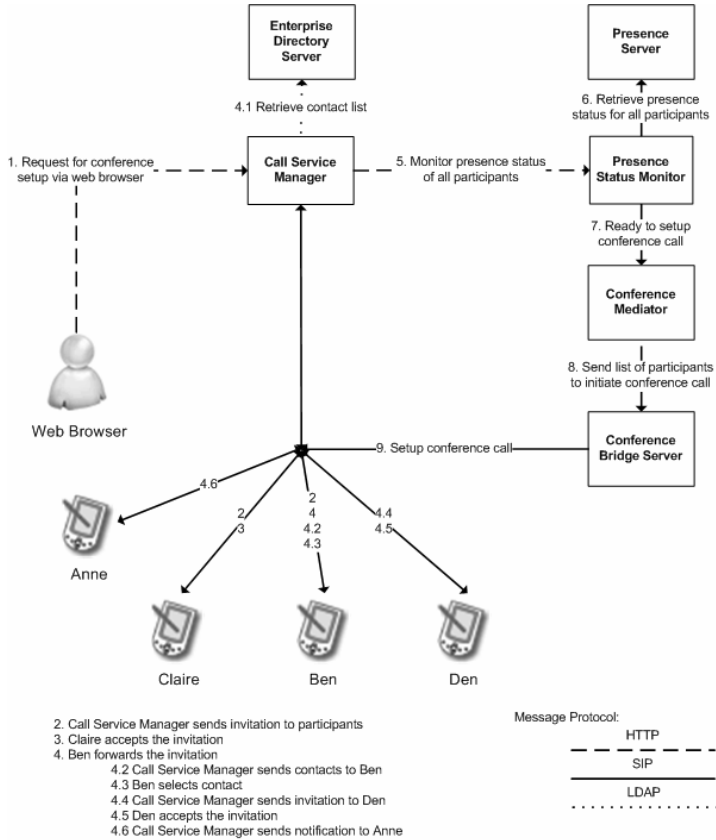 Enterprise
Directory
Server
Presence
Server
4.1 Retrieve contact list
6. Retrieve presence
status for all participants
1. Request for conference
setup via web browser
Call Service
Manager
5. Monitor presence status
of all participants
Presence
Status Monitor
7. Ready to setup
conference call
Conference
Mediator
8. Send list of participants
to initiate conference call
Web Browser
9. Setup conference call
Conference
Bridge Server
4.6
2
3
2
4
4.2
4.3
4.4
4.5
Anne
Claire
Ben
Den
2. Call Service Manager sends invitation to participants
3. Claire accepts the invitation
4. Ben forwards the invitation
4.2 Call Service Manager sends contacts to Ben
4.3 Ben selects contact
4.4 Call Service Manager sends invitation to Den
4.5 Den accepts the invitation
4.6 Call Service Manager sends notification to Anne
Message Protocol:
HTTP
SIP
LDAP